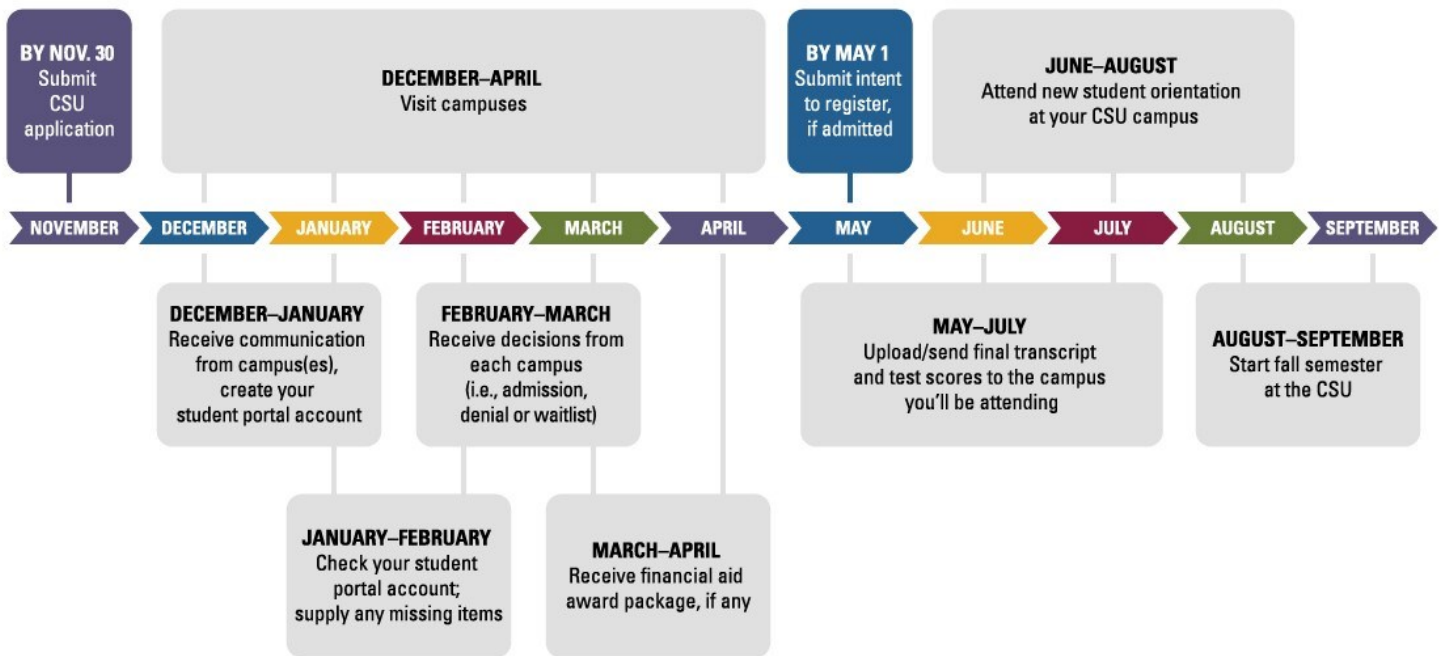 BY NOV. 30
Submit
CSU
application
DECEMBER–APRIL
Visit campuses
BY MAY 1
Submit intent
to register,
if admitted
JUNE–AUGUST
Attend new student orientation
at your CSU campus
NOVEMBER
DECEMBER
JANUARY
FEBRUARY
MARCH
APRIL
MAY
JUNE
JULY
AUGUST
SEPTEMBER
DECEMBER–JANUARY
Receive communication
from campus(es),
create your
student portal account
FEBRUARY–MARCH
Receive decisions from
each campus
(i.e., admission,
denial or waitlist)
MAY–JULY
Upload/send final transcript
and test scores to the campus
you’ll be attending
AUGUST–SEPTEMBER
Start fall semester
at the CSU
JANUARY–FEBRUARY
Check your student
portal account;
supply any missing items
MARCH–APRIL
Receive financial aid
award package, if any